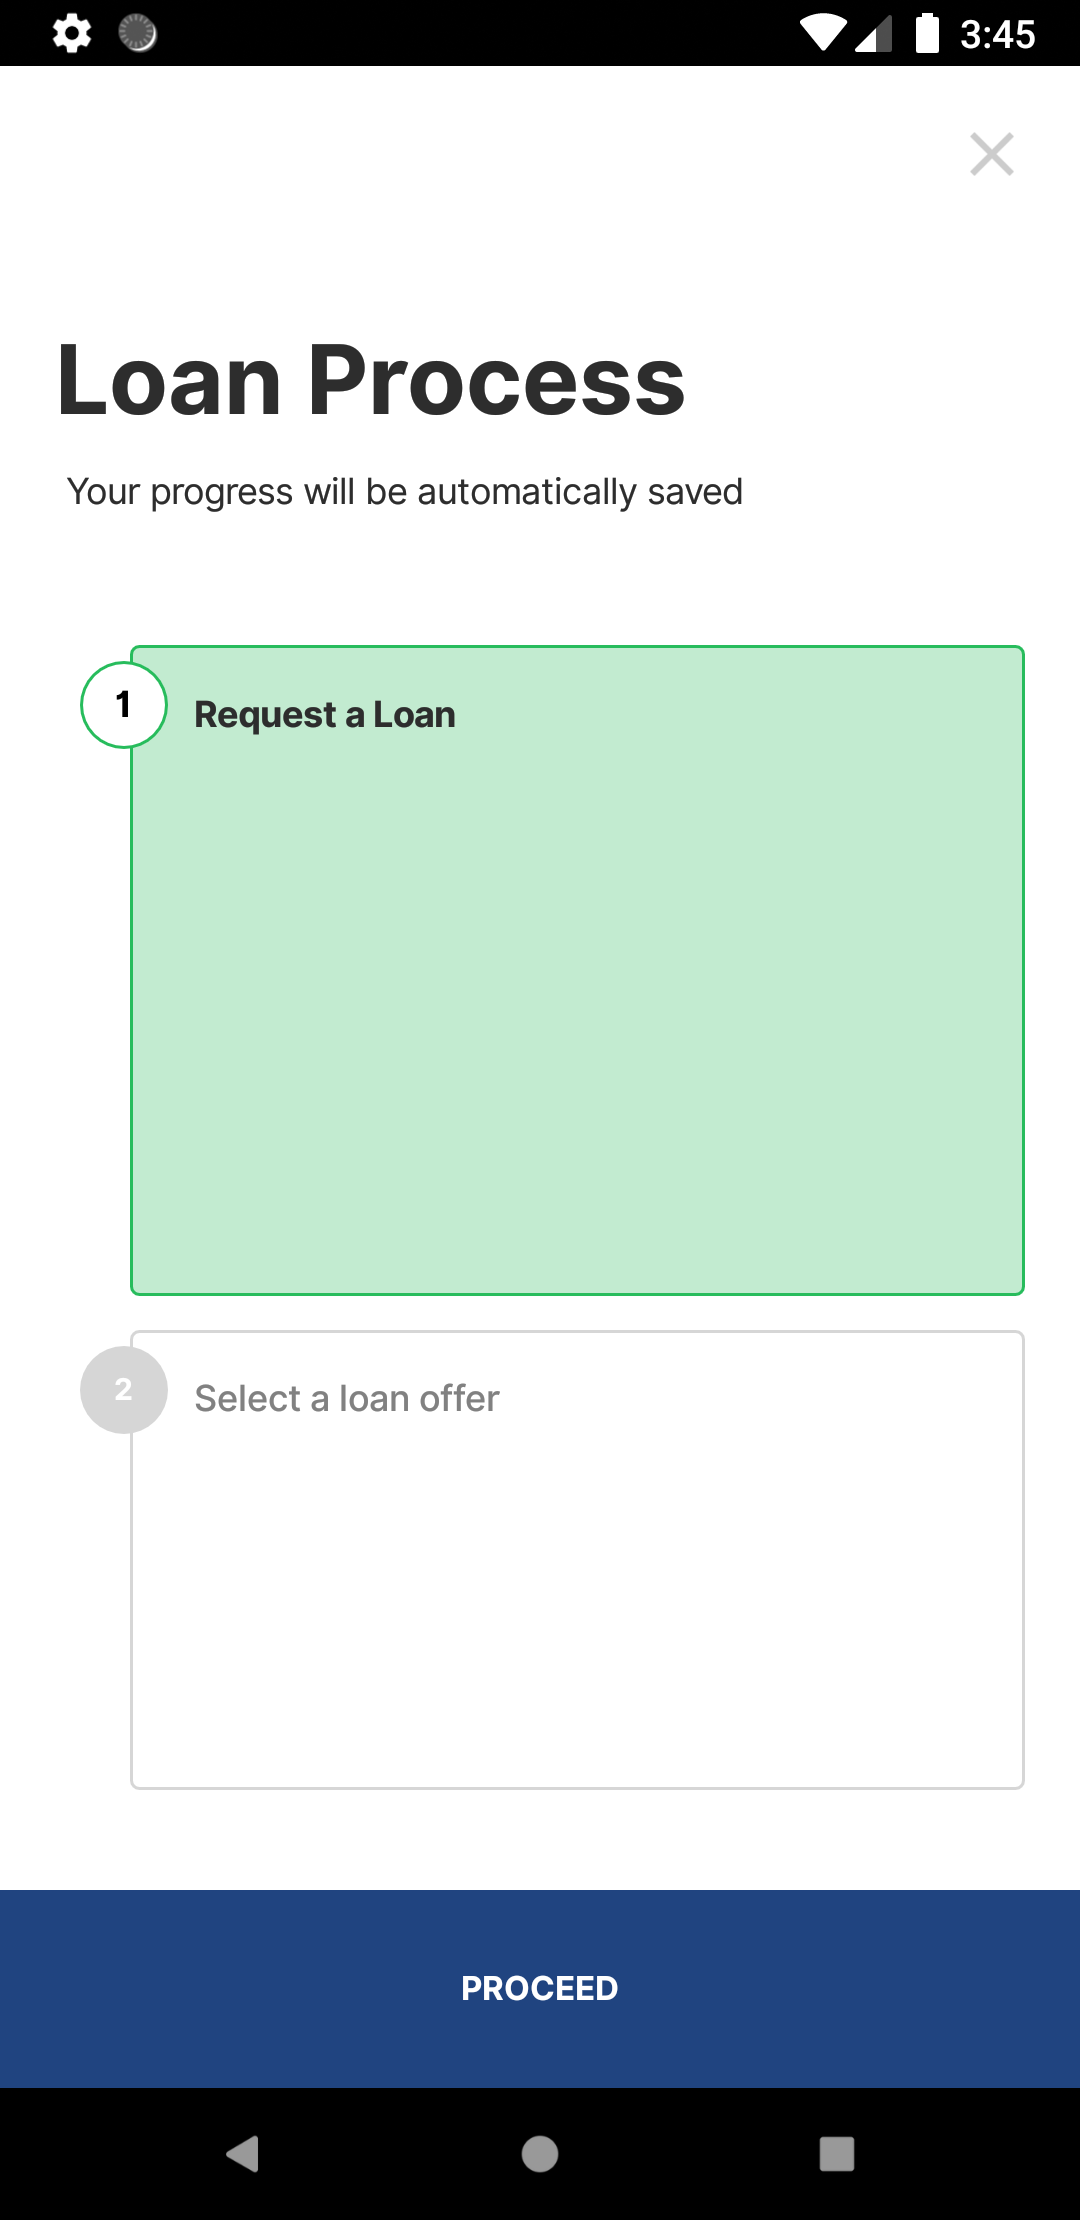 3:45
Loan Process
Your progress will be automatically saved
1
Request a Loan
2
Select a loan offer
PROCEED